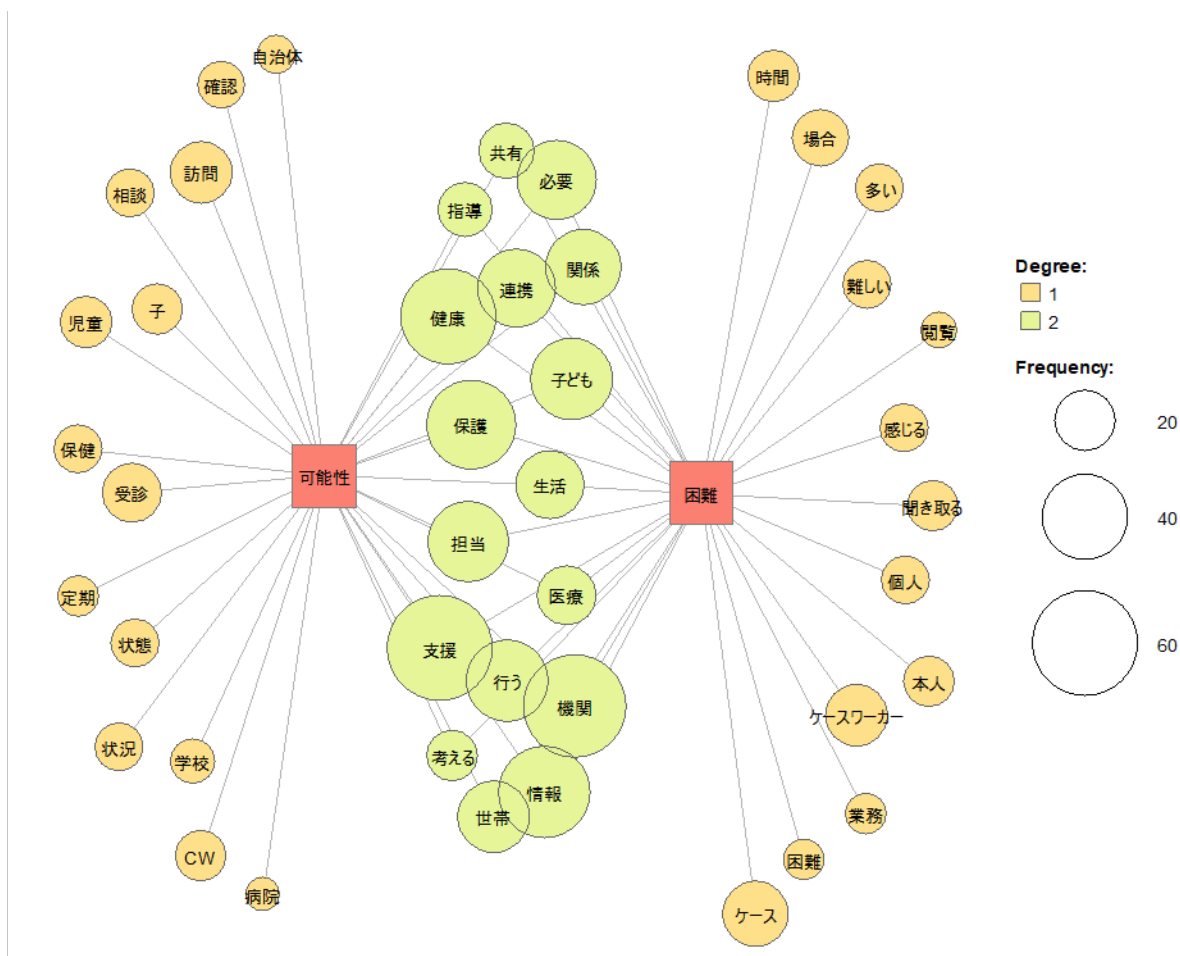 自治体
確認
訪問
相談
子
児童
保健
受診
定期
状態
状況
学校
CW
病院
可能性
共有
必要
指導
関係
連携
健康
子ども
保護
生活
担当
医療
支援
行う
機関
考える
情報
世帯
困難
時間
場合
多い
難しい
閲覧
感じる
聞き取る
個人
本人
ケースワーカー
業務
困難
ケース
Degree:
1
2
Frequency:
20
40
60